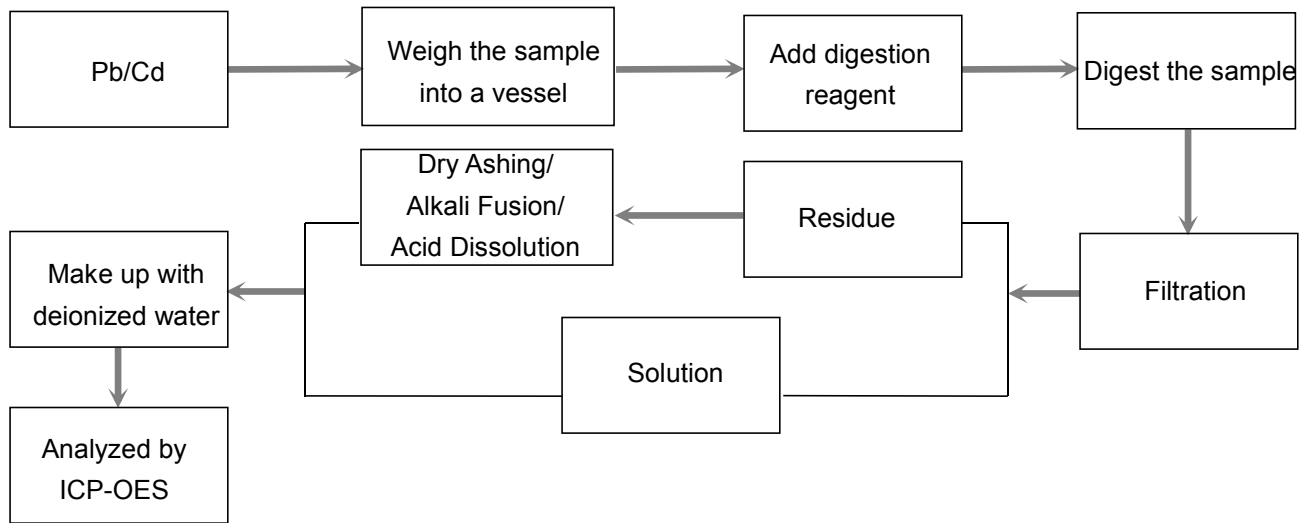 Pb/Cd
Weigh the sample
into a vessel
Add digestion
reagent
Digest the sample
Dry Ashing/
Alkali Fusion/
Acid Dissolution
Residue
Filtration
Make up with
deionized water
Solution
Analyzed by
ICP-OES